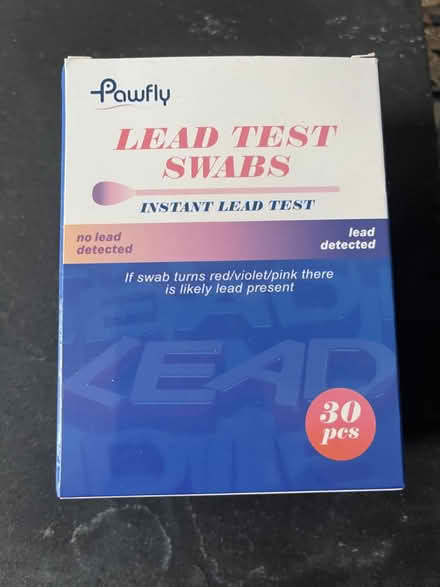 Pawfly
LEAD TEST
SWABS
INSTANT LEAD TEST
no lead
detected
lead
detected
If swab turns red/violet/pink there
is likely lead present
LEAD
30
pcs